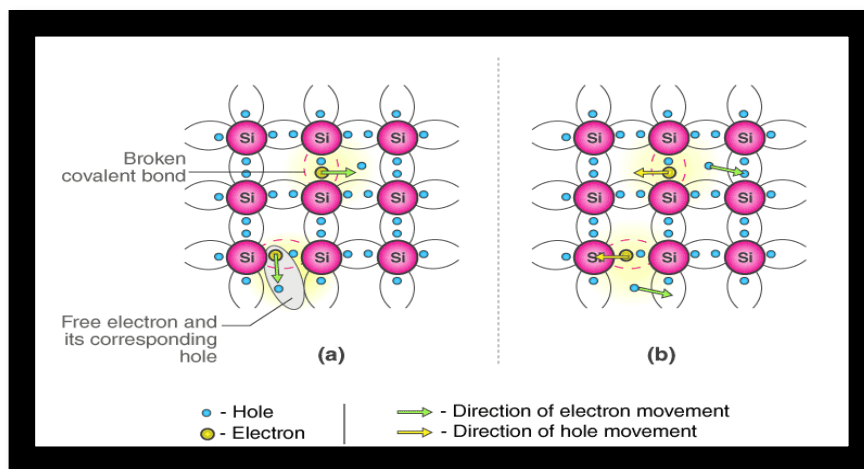 Si Si Si
Broken
covalent bond
Si Si Si
Si Si Si
Free electron and
its corresponding
hole
(a)
Si Si Si
Si Si Si
S Si Si
(b)
- Hole
- Electron
- Direction of electron movement
- Direction of hole movement